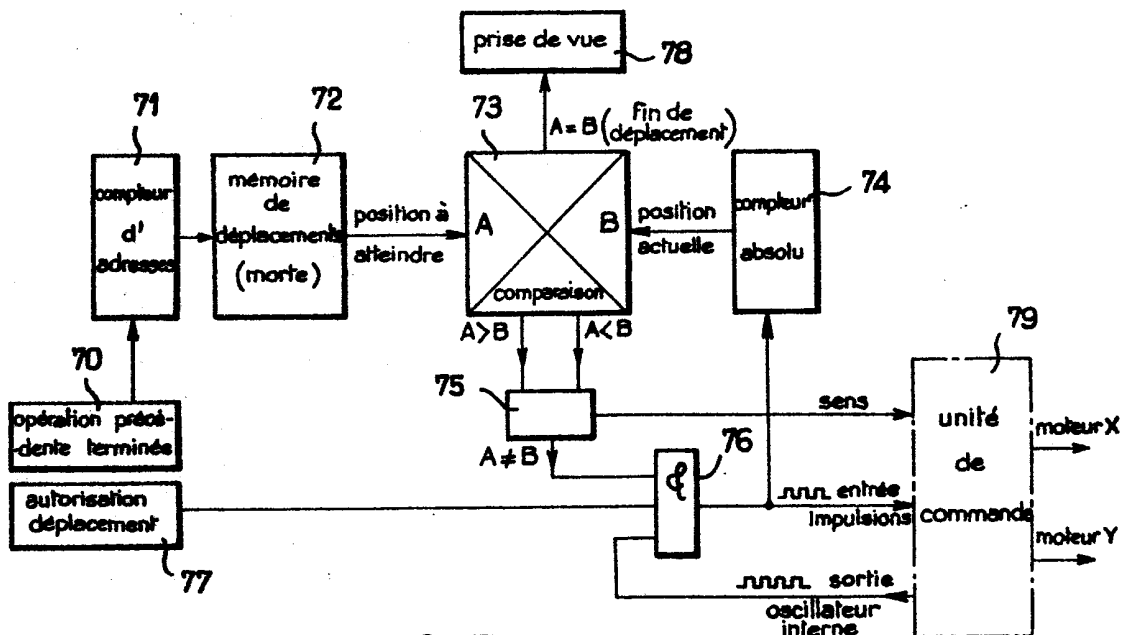 prise de vue
78
A = B (fin de
déplacement)
71
72
73
74
compteur
d'
adresses
mémoire
de
déplacements
(morte)
position à
atteindre
A
B
comparaison
position
actuelle
compteur
absolu
A>B
A<B
70
opération précé-
dente terminée
75
sens
79
unité
de
commande
moteur X
moteur Y
A≠B
76
&
autorisation
déplacement
77
entrée
impulsions
sortie
oscillateur
interne